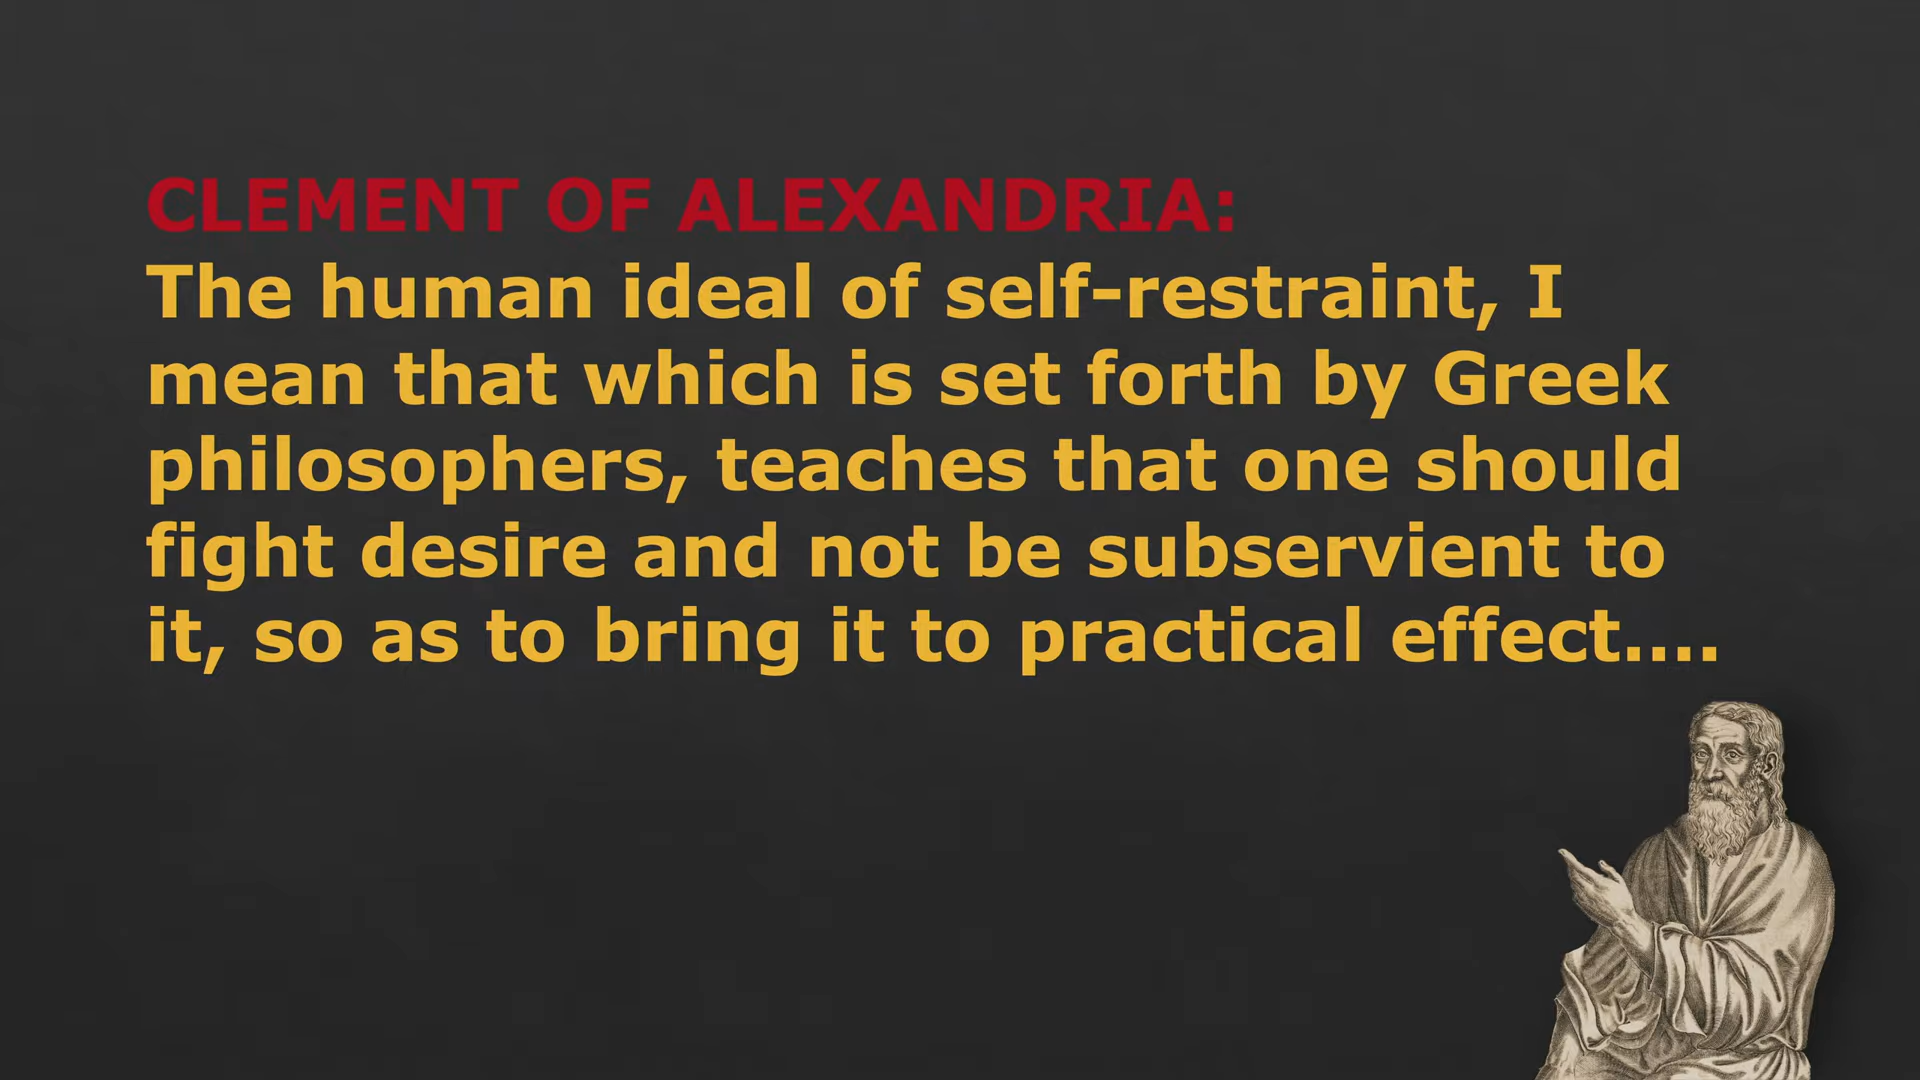 CLEMENT OF ALEXANDRIA:
The human ideal of self-restraint, I
mean that which is set forth by Greek
philosophers, teaches that one should
fight desire and not be subservient to
it, so as to bring it to practical effect....